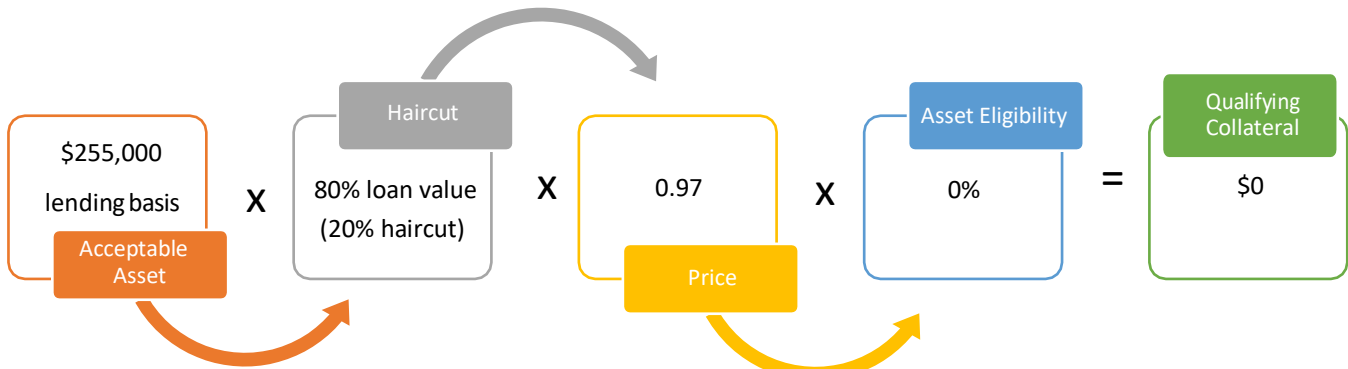 $255,000
lending basis
Acceptable
Asset
x
Haircut
80% loan value
(20% haircut)
x
0.97
Price
x
Asset Eligibility
0%
=
Qualifying
Collateral
$0